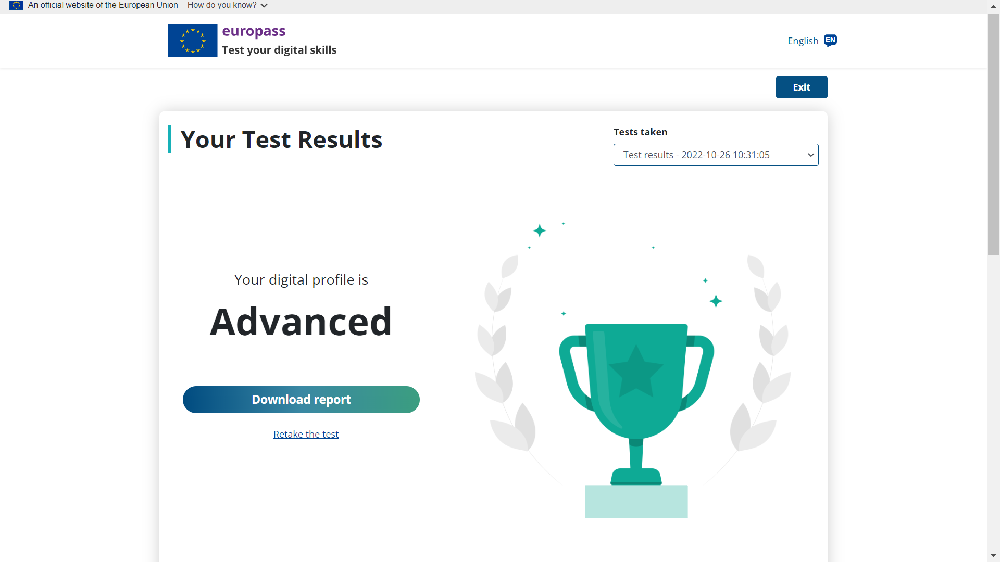 An official website of the European Union How do you know?
europass
Test your digital skills
English EN
Exit
Your Test Results
Tests taken
Test results - 2022-10-26 10:31:05
Your digital profile is
Advanced
Download report
Retake the test